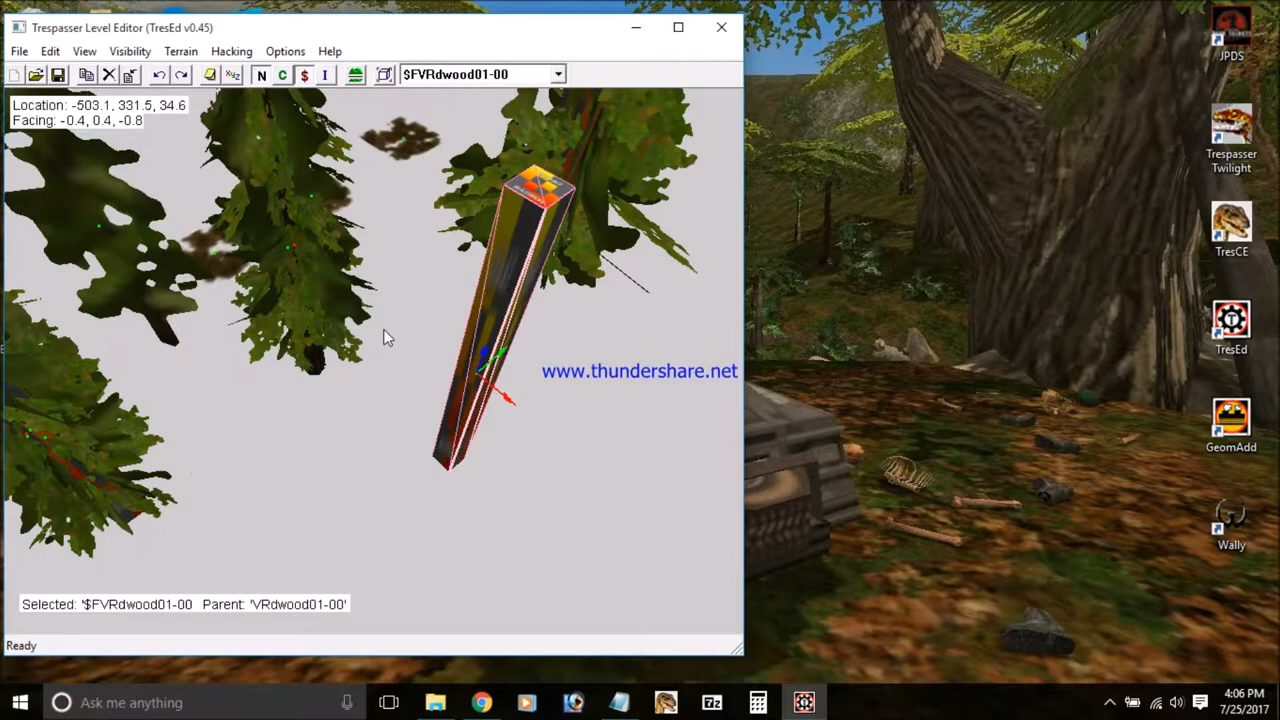 Trespasser Level Editor (TresEd v0.45)
File Edit View Visibility Terrain Hacking Options Help
N C $ I $FVRdwood01-00
Location: -503.1, 331.5, 34.6
Facing: -0.4, 0.4, -0.8
www.thundershare.net
Selected: '$FVRdwood01-00 Parent: 'VRdwood01-00'
Ready
JPDS
Trespasser
Twilight
TresCE
TresEd
GeomAdd
Wally
Ask me anything
7z
4:06 PM
7/25/2017